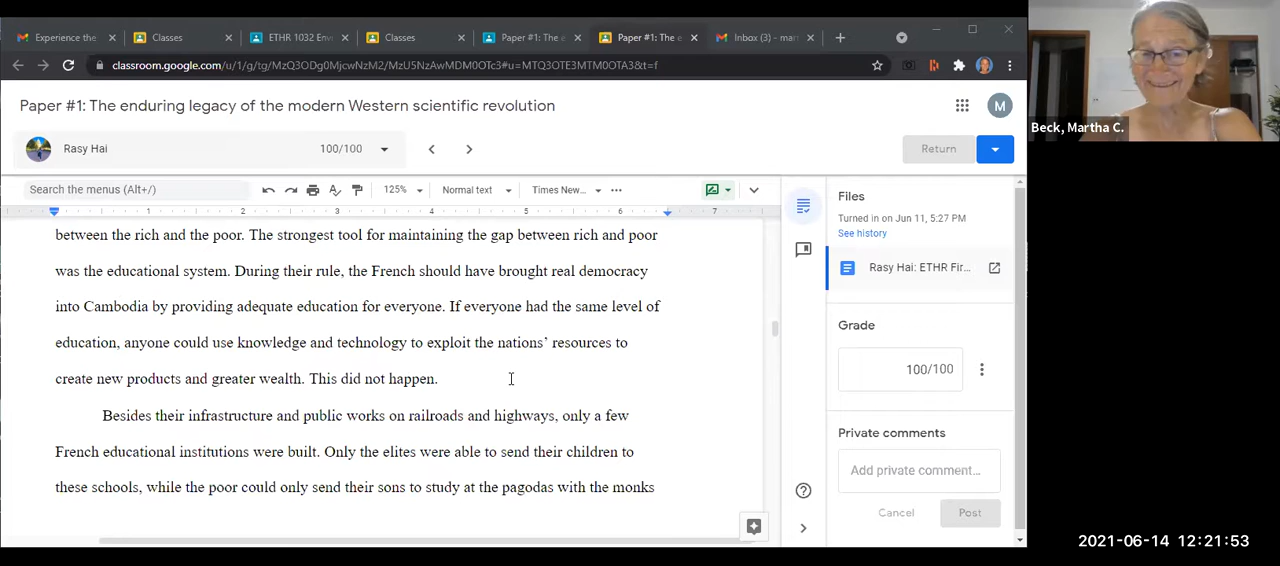 Experience the
Classes
ETHR 1032 Envi
Classes
Paper #1: The e
Paper #1: The e
Inbox (3) - mar
classroom.google.com/u/1/g/tg/MzQ3ODg0MjcwNzM2/MzU5NzAwMDM0OTc3#u=MTQ3OTE3MTM0OTA3&t=f
Paper #1: The enduring legacy of the modern Western scientific revolution
M
Rasy Hai
100/100
Return
Search the menus (Alt+/)
125%
Normal text
Times New...
1 2 3 4 5 6 7
between the rich and the poor. The strongest tool for maintaining the gap between rich and poor
was the educational system. During their rule, the French should have brought real democracy
into Cambodia by providing adequate education for everyone. If everyone had the same level of
education, anyone could use knowledge and technology to exploit the nations’ resources to
create new products and greater wealth. This did not happen.
Besides their infrastructure and public works on railroads and highways, only a few
French educational institutions were built. Only the elites were able to send their children to
these schools, while the poor could only send their sons to study at the pagodas with the monks
Files
Turned in on Jun 11, 5:27 PM
See history
Rasy Hai: ETHR Fir...
Grade
100/100
Private comments
Add private comment...
Cancel
Post
Beck, Martha C.
2021-06-14 12:21:53